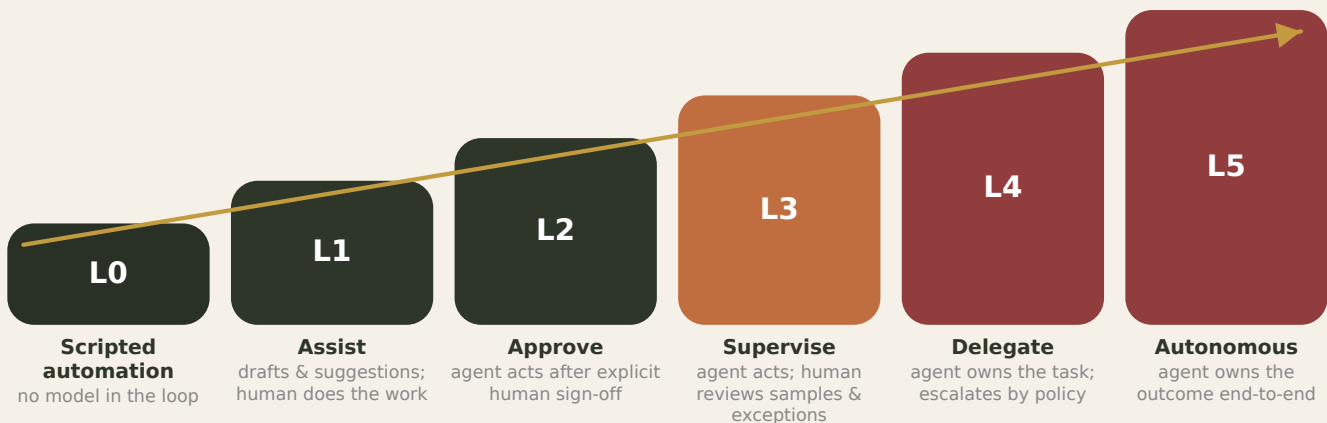 L0
L1
L2
L3
L4
L5
Scripted
automation
no model in the loop
Assist
drafts & suggestions;
human does the work
Approve
agent acts after explicit
human sign-off
Supervise
agent acts; human
reviews samples &
exceptions
Delegate
agent owns the task;
escalates by policy
Autonomous
agent owns the
outcome end-to-end